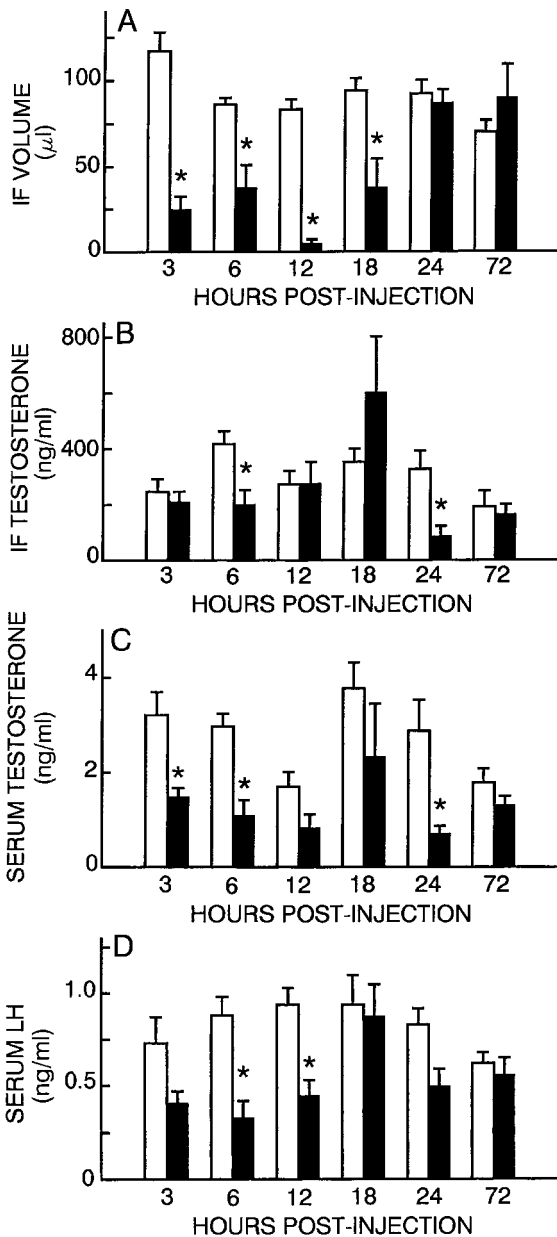 A
IF VOLUME
(μl)
100
50
0
*
*
*
*
3 6 12 18 24 72
HOURS POST-INJECTION
B
IF TESTOSTERONE
(ng/ml)
800
400
0
*
*
3 6 12 18 24 72
HOURS POST-INJECTION
C
SERUM TESTOSTERONE
(ng/ml)
4
2
0
*
*
*
3 6 12 18 24 72
HOURS POST-INJECTION
D
SERUM LH
(ng/ml)
1.0
0.5
0
*
*
3 6 12 18 24 72
HOURS POST-INJECTION